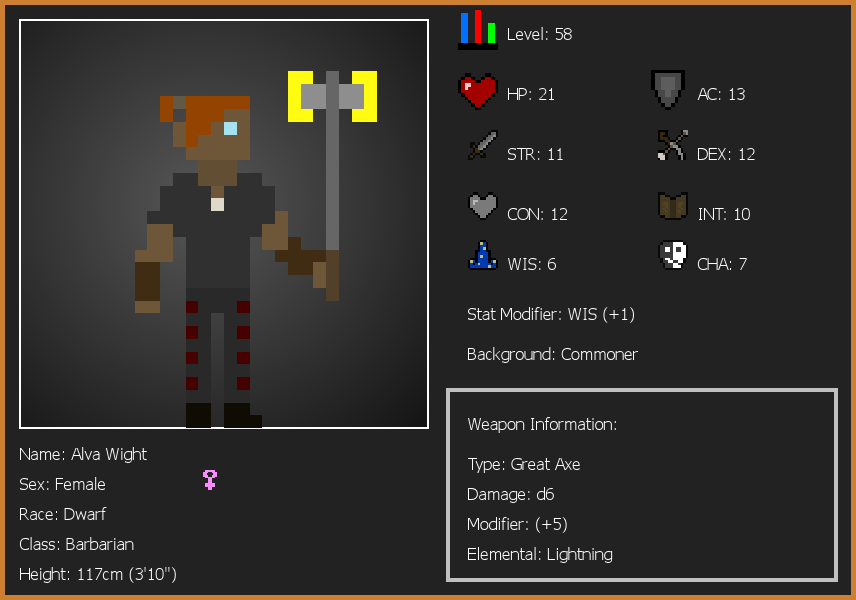 Level: 58
HP: 21
AC: 13
STR: 11
DEX: 12
CON: 12
INT: 10
WIS: 6
CHA: 7
Stat Modifier: WIS (+1)
Background: Commoner
Weapon Information:
Type: Great Axe
Damage: d6
Modifier: (+5)
Elemental: Lightning
Name: Alva Wight
Sex: Female
Race: Dwarf
Class: Barbarian
Height: 117cm (3'10")